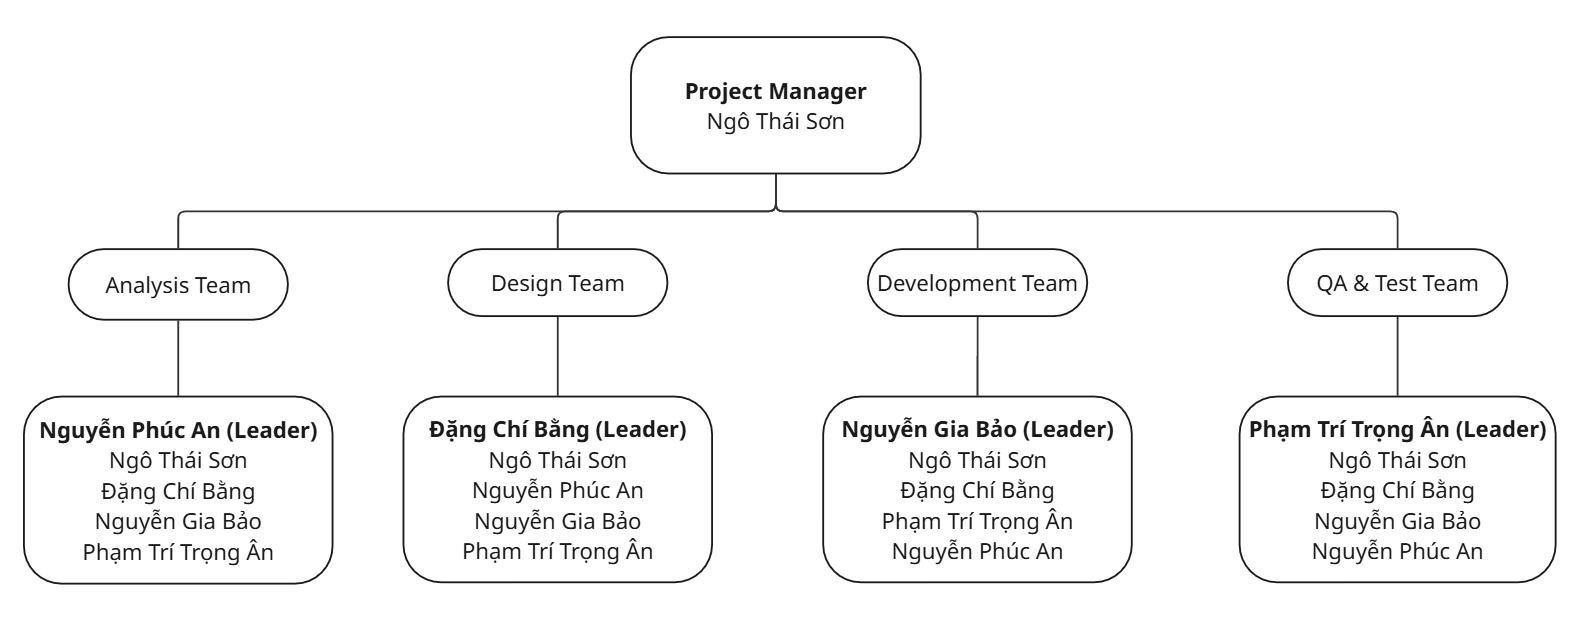 Project Manager
Ngô Thái Sơn
Analysis Team
Design Team
Development Team
QA & Test Team
Nguyễn Phúc An (Leader)
Ngô Thái Sơn
Đặng Chí Bằng
Nguyễn Gia Bảo
Phạm Trí Trọng Ân
Đặng Chí Bằng (Leader)
Ngô Thái Sơn
Nguyễn Phúc An
Nguyễn Gia Bảo
Phạm Trí Trọng Ân
Nguyễn Gia Bảo (Leader)
Ngô Thái Sơn
Đặng Chí Bằng
Phạm Trí Trọng Ân
Nguyễn Phúc An
Phạm Trí Trọng Ân (Leader)
Ngô Thái Sơn
Đặng Chí Bằng
Nguyễn Gia Bảo
Nguyễn Phúc An